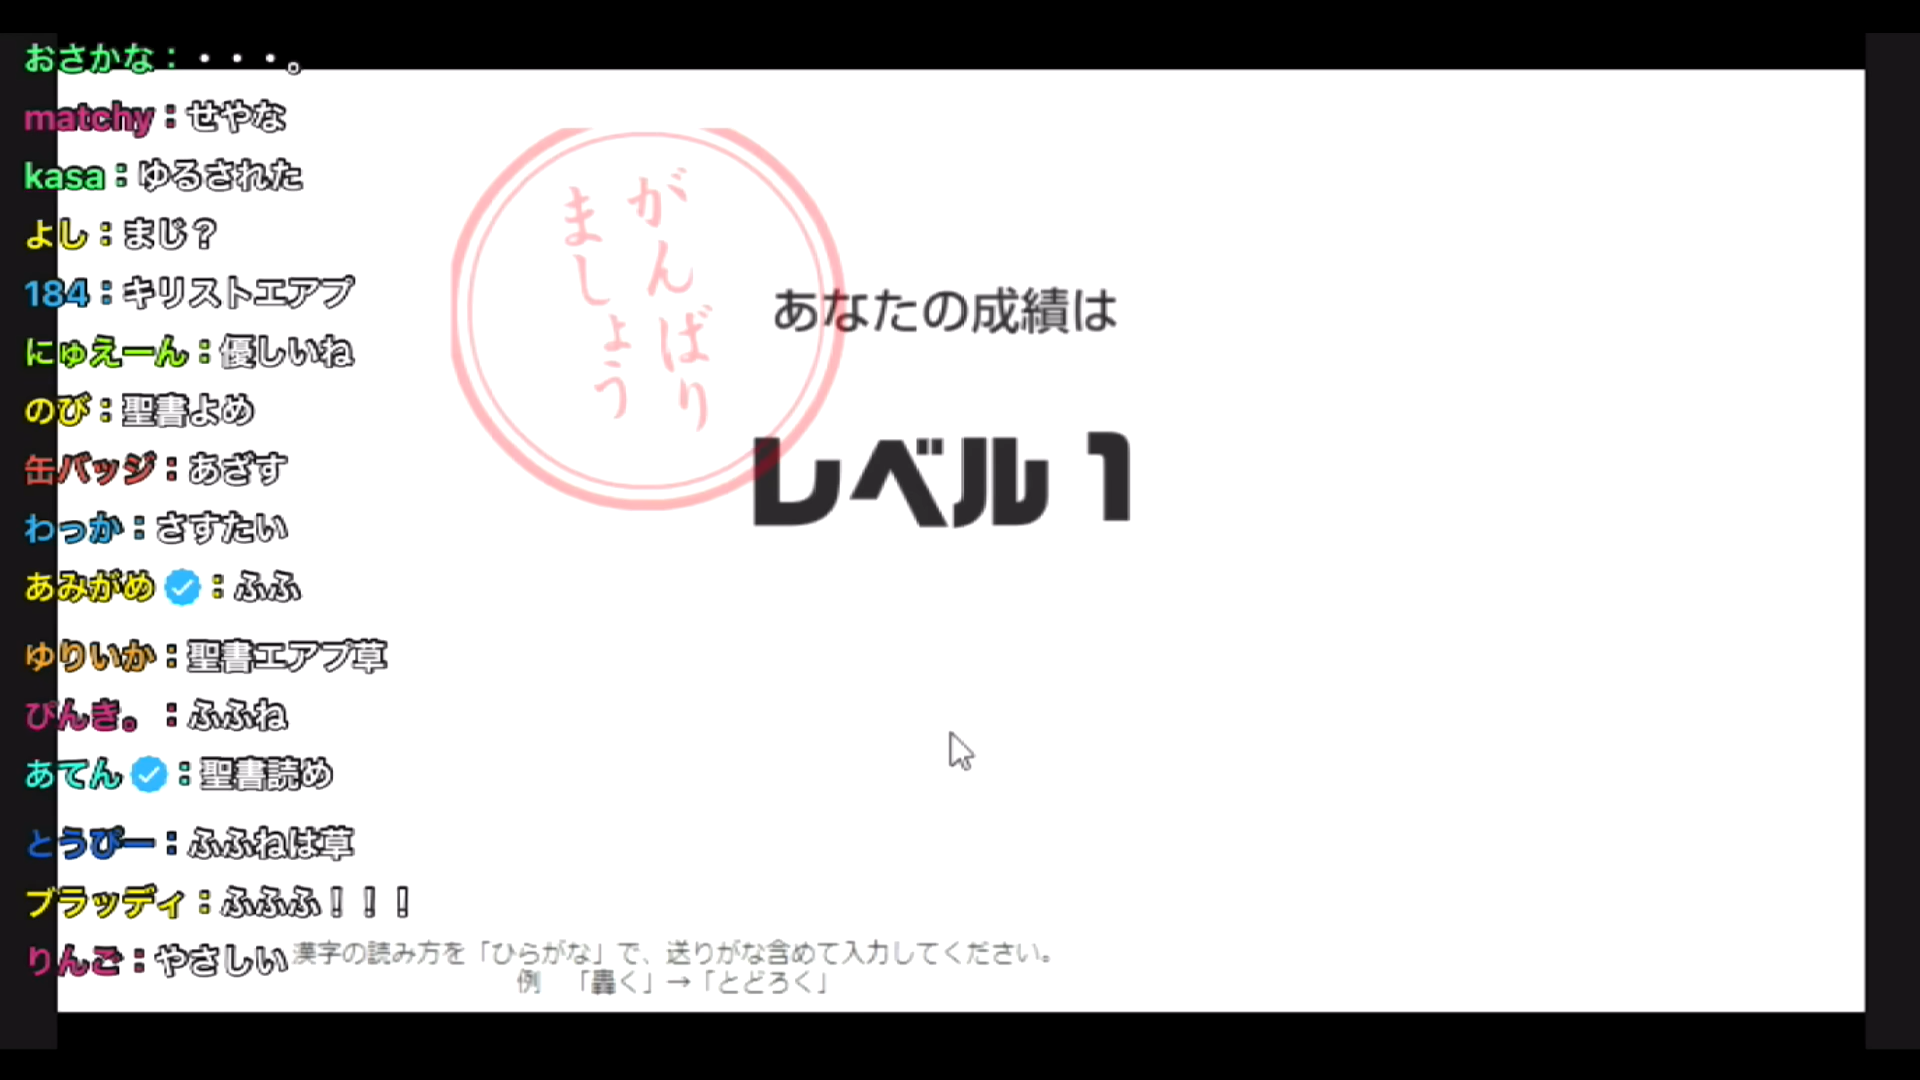 おさかな：・・・。
matchy：せやな
kasa：ゆるされた
よし：まじ？
184：キリストエアプ
にゅえーん：優しいね
のび：聖書よめ
缶バッジ：あざす
わっか：さすたい
あみがめ：ふふ
ゆりいか：聖書エアプ草
ぴんき。：ふふね
あてん：聖書読め
とうぴー：ふふねは草
ブラッディ：ふふふ！！！
りんご：やさしい
がんばり
ましょう
あなたの成績は
レベル 1
漢字の読み方を「ひらがな」で、送りがな含めて入力してください。
例　「轟く」→「とどろく」